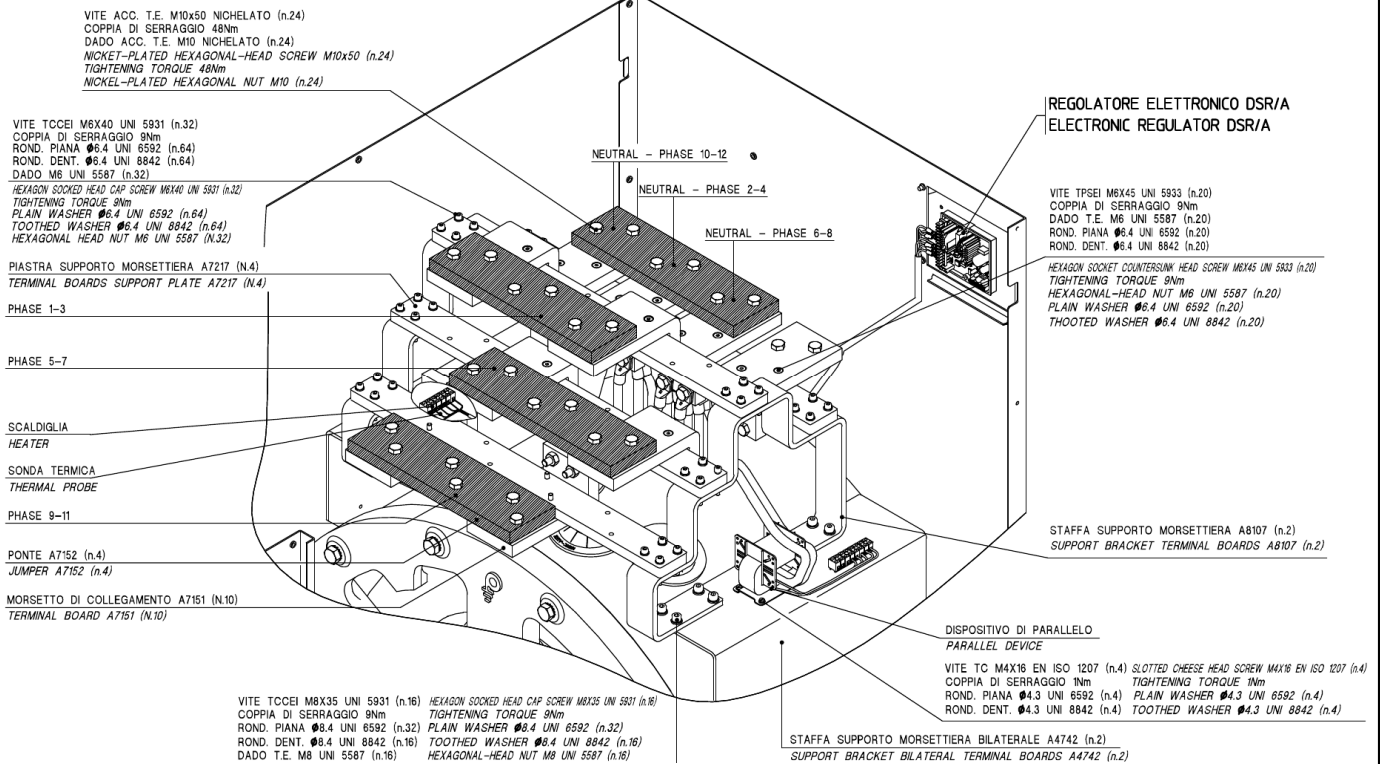 VITE ACC. T.E. M10x50 NICHELATO (n.24)
COPPIA DI SERRAGGIO 48Nm
DADO ACC. T.E. M10 NICHELATO (n.24)
NICKET-PLATED HEXAGONAL-HEAD SCREW M10x50 (n.24)
TIGHTENING TORQUE 48Nm
NICKEL-PLATED HEXAGONAL NUT M10 (n.24)
VITE TCCEI M6X40 UNI 5931 (n.32)
COPPIA DI SERRAGGIO 9Nm
ROND. PIANA Ø6.4 UNI 6592 (n.64)
ROND. DENT. Ø6.4 UNI 8842 (n.64)
DADO M6 UNI 5587 (n.32)
HEXAGON SOCKED HEAD CAP SCREW M6X40 UNI 5931 (n.32)
TIGHTENING TORQUE 9Nm
PLAIN WASHER Ø6.4 UNI 6592 (n.64)
TOOTHED WASHER Ø6.4 UNI 8842 (n.64)
HEXAGONAL HEAD NUT M6 UNI 5587 (N.32)
PIASTRA SUPPORTO MORSETTIERA A7217 (N.4)
TERMINAL BOARDS SUPPORT PLATE A7217 (N.4)
PHASE 1-3
PHASE 5-7
SCALDIGLIA
HEATER
SONDA TERMICA
THERMAL PROBE
PHASE 9-11
PONTE A7152 (n.4)
JUMPER A7152 (n.4)
MORSETTO DI COLLEGAMENTO A7151 (N.10)
TERMINAL BOARD A7151 (N.10)
NEUTRAL - PHASE 10-12
NEUTRAL - PHASE 2-4
NEUTRAL - PHASE 6-8
REGOLATORE ELETTRONICO DSR/A
ELECTRONIC REGULATOR DSR/A
VITE TPSEI M6X45 UNI 5933 (n.20)
COPPIA DI SERRAGGIO 9Nm
DADO T.E. M6 UNI 5587 (n.20)
ROND. PIANA Ø6.4 UNI 6592 (n.20)
ROND. DENT. Ø6.4 UNI 8842 (n.20)
HEXAGON SOCKET COUNTERSUNK HEAD SCREW M6X45 UNI 5933 (n.20)
TIGHTENING TORQUE 9Nm
HEXAGONAL-HEAD NUT M6 UNI 5587 (n.20)
PLAIN WASHER Ø6.4 UNI 6592 (n.20)
THOOTED WASHER Ø6.4 UNI 8842 (n.20)
STAFFA SUPPORTO MORSETTIERA A8107 (n.2)
SUPPORT BRACKET TERMINAL BOARDS A8107 (n.2)
DISPOSITIVO DI PARALLELO
PARALLEL DEVICE
VITE TC M4X16 EN ISO 1207 (n.4) SLOTTED CHEESE HEAD SCREW M4X16 EN ISO 1207 (n.4)
COPPIA DI SERRAGGIO 1Nm TIGHTENING TORQUE 1Nm
ROND. PIANA Ø4.3 UNI 6592 (n.4) PLAIN WASHER Ø4.3 UNI 6592 (n.4)
ROND. DENT. Ø4.3 UNI 8842 (n.4) TOOTHED WASHER Ø4.3 UNI 8842 (n.4)
VITE TCCEI M8X35 UNI 5931 (n.16) HEXAGON SOCKED HEAD CAP SCREW M8X35 UNI 5931 (n.16)
COPPIA DI SERRAGGIO 9Nm TIGHTENING TORQUE 9Nm
ROND. PIANA Ø8.4 UNI 6592 (n.32) PLAIN WASHER Ø8.4 UNI 6592 (n.32)
ROND. DENT. Ø8.4 UNI 8842 (n.16) TOOTHED WASHER Ø8.4 UNI 8842 (n.16)
DADO T.E. M8 UNI 5587 (n.16) HEXAGONAL-HEAD NUT M8 UNI 5587 (n.16)
STAFFA SUPPORTO MORSETTIERA BILATERALE A4742 (n.2)
SUPPORT BRACKET BILATERAL TERMINAL BOARDS A4742 (n.2)